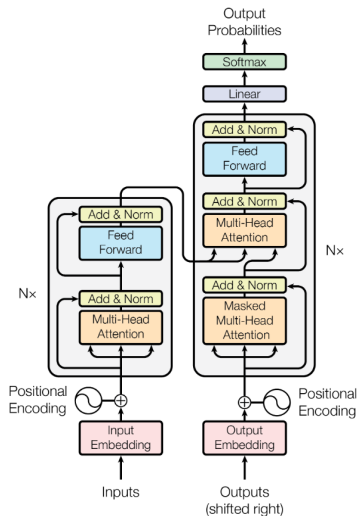 Output
Probabilities
Softmax
Linear
Add & Norm
Feed
Forward
Add & Norm
Multi-Head
Attention
Add & Norm
Masked
Multi-Head
Attention
Nx
Add & Norm
Feed
Forward
Add & Norm
Multi-Head
Attention
Nx
Positional
Encoding
Positional
Encoding
Input
Embedding
Output
Embedding
Inputs
Outputs
(shifted right)